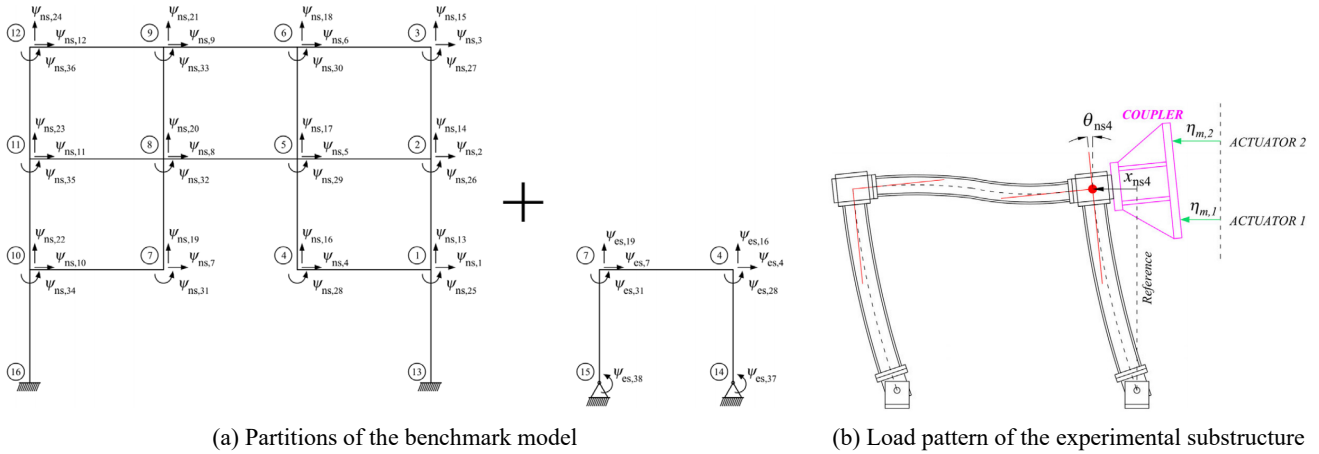 ψns,24 ψns,21 ψns,18 ψns,15
12 ψns,12 9 ψns,9 6 ψns,6 3 ψns,3
ψns,36 ψns,33 ψns,30 ψns,27
ψns,23 ψns,20 ψns,17 ψns,14
11 ψns,11 8 ψns,8 5 ψns,5 2 ψns,2
ψns,35 ψns,32 ψns,29 ψns,26
ψns,22 ψns,19 ψns,16 ψns,13
10 ψns,10 7 ψns,7 4 ψns,4 1 ψns,1
ψns,34 ψns,31 ψns,28 ψns,25
16 13
+
ψes,19 ψes,16
7 ψes,7 4 ψes,4
ψes,31 ψes,28
15 ψes,38 14 ψes,37
(a) Partitions of the benchmark model
COUPLER
θns4
ηm,2
ACTUATOR 2
xns4
ηm,1
ACTUATOR 1
Reference
(b) Load pattern of the experimental substructure